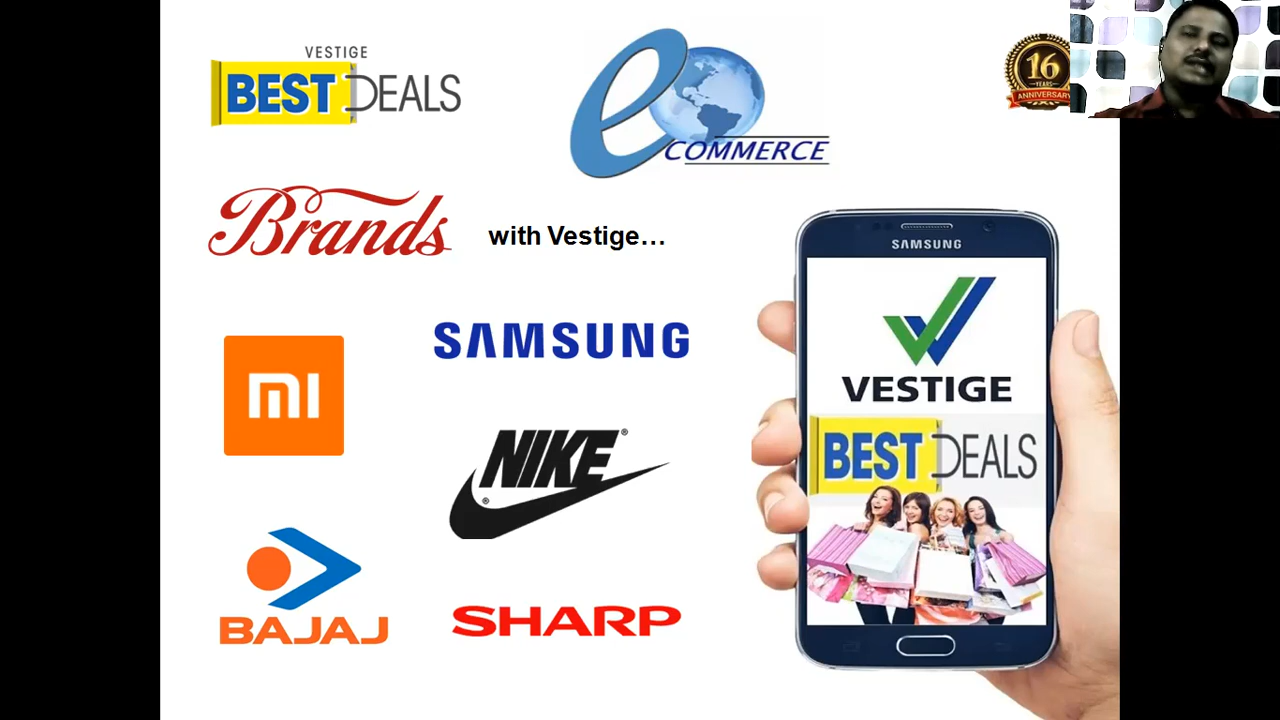 VESTIGE
BEST DEALS
e
COMMERCE
16
YEARS
ANNIVERSARY
Brands
with Vestige...
SAMSUNG
VESTIGE
BEST DEALS
mi
SAMSUNG
NIKE
®
®
BAJAJ
SHARP